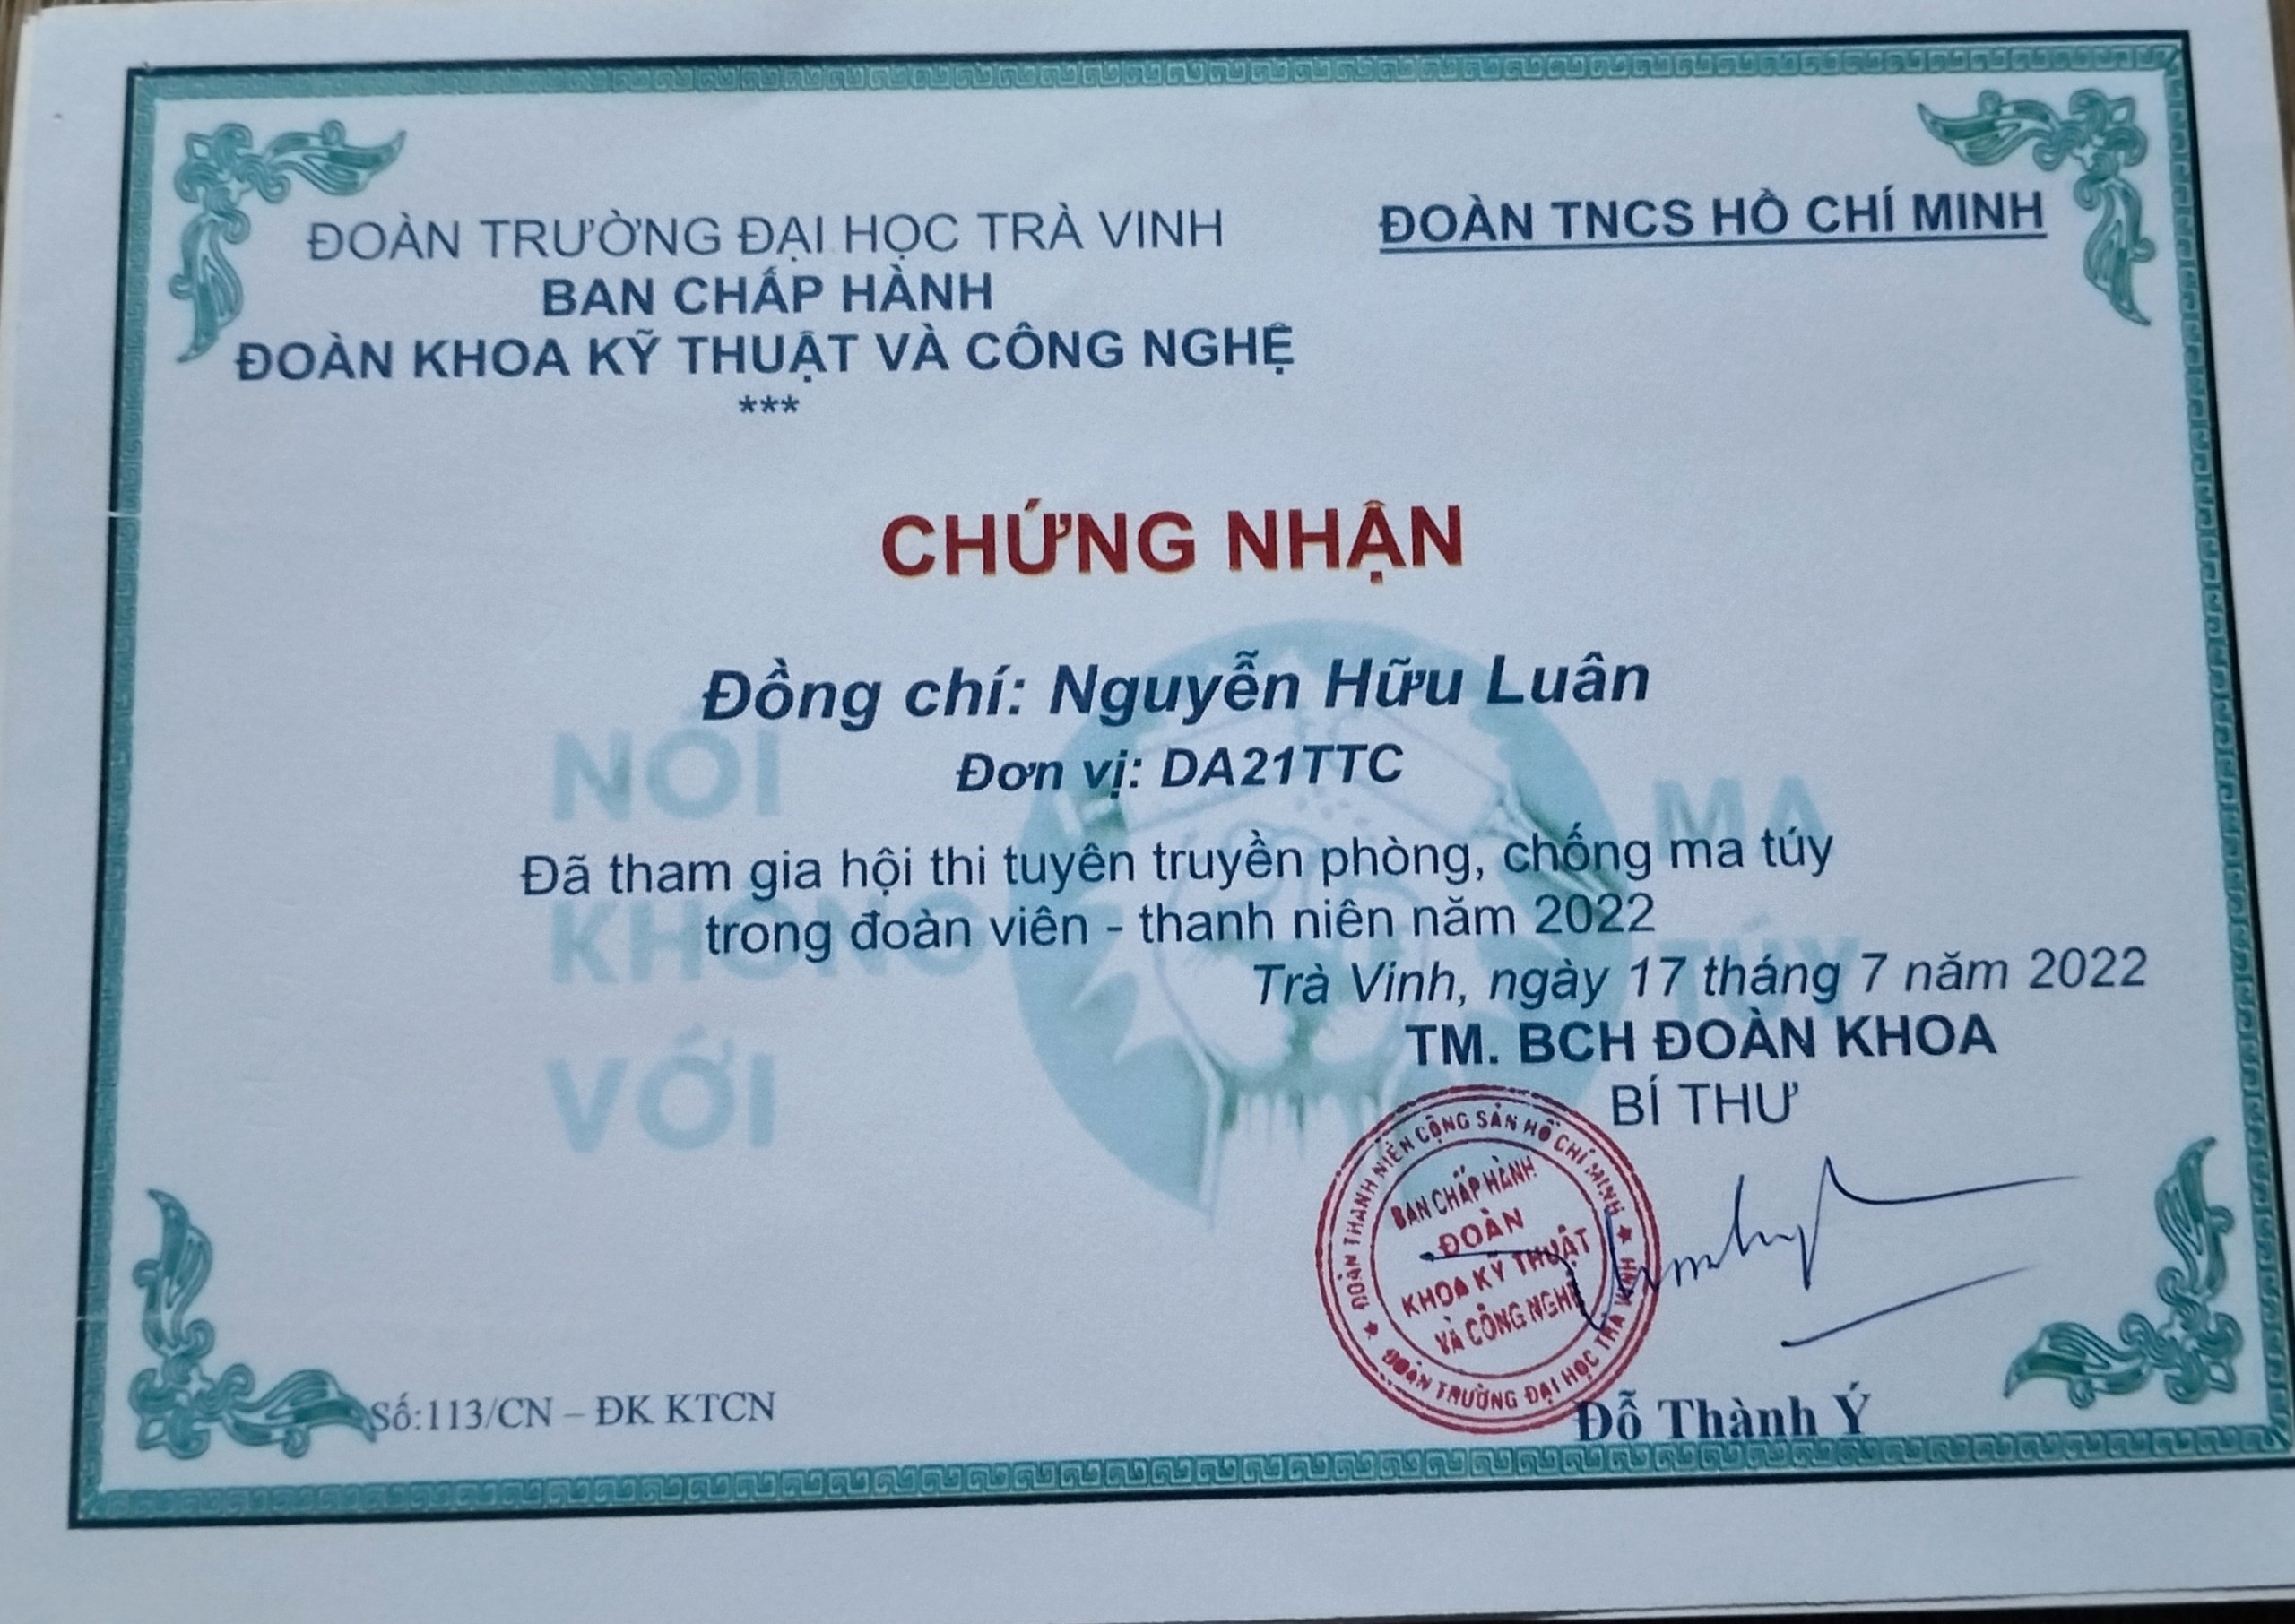 ĐOÀN TRƯỜNG ĐẠI HỌC TRÀ VINH
BAN CHẤP HÀNH
ĐOÀN KHOA KỸ THUẬT VÀ CÔNG NGHỆ
***
ĐOÀN TNCS HỒ CHÍ MINH
CHỨNG NHẬN
Đồng chí: Nguyễn Hữu Luân
Đơn vị: DA21TTC
Đã tham gia hội thi tuyên truyền phòng, chống ma túy
trong đoàn viên - thanh niên năm 2022
Trà Vinh, ngày 17 tháng 7 năm 2022
TM. BCH ĐOÀN KHOA
BÍ THƯ
NÓI
KHÔNG
VỚI
MA
TÚY
ĐOÀN THANH NIÊN CỘNG SẢN HỒ CHÍ MINH
BAN CHẤP HÀNH
ĐOÀN
KHOA KỸ THUẬT
VÀ CÔNG NGHỆ
ĐOÀN TRƯỜNG ĐẠI HỌC TRÀ VINH
Đỗ Thành Ý
Số:113/CN – ĐK KTCN